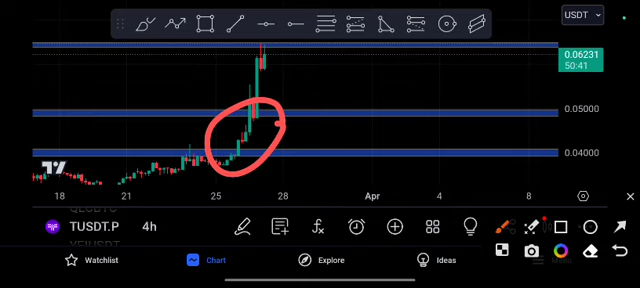 USDT
0.06231
50:41
0.05000
0.04000
18
21
25
28
Apr
4
8
TUSDT.P
4h
YFIUSDT
Watchlist
Chart
Explore
Ideas